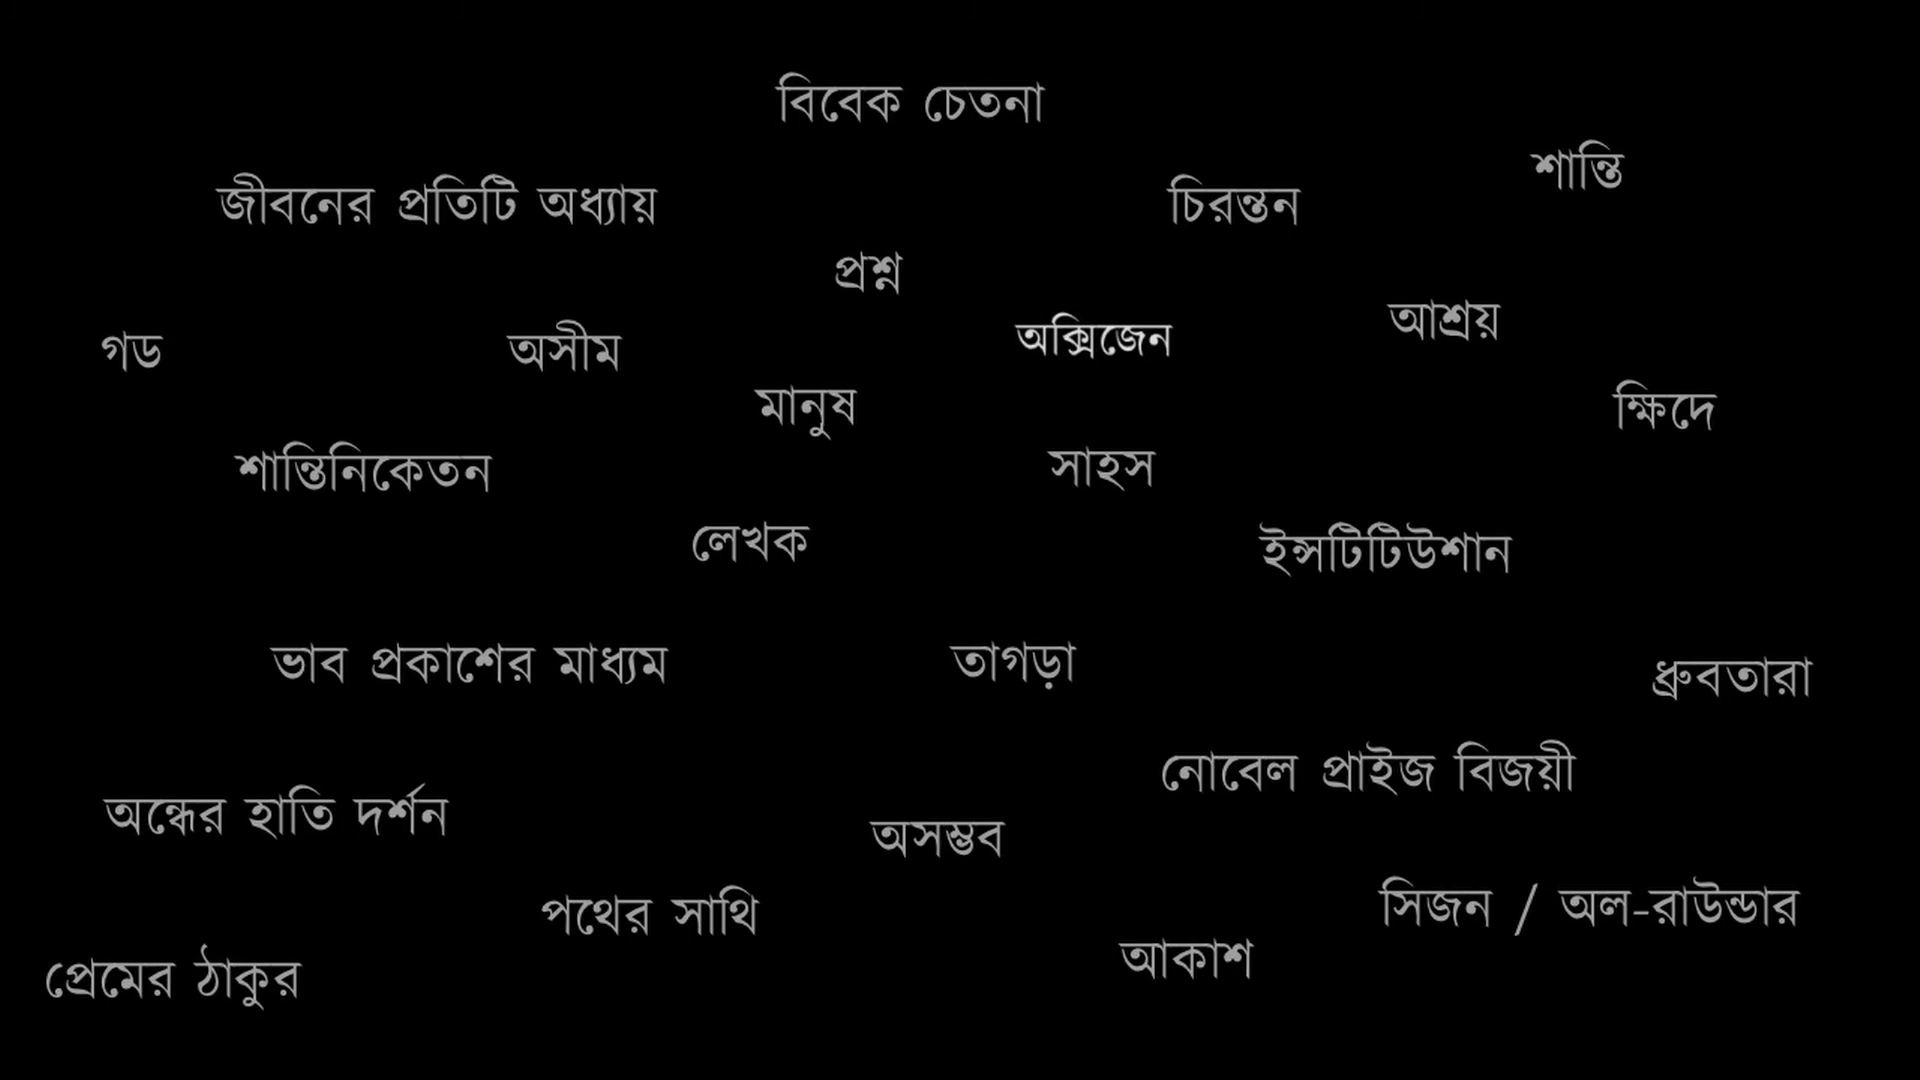 বিবেক চেতনা
শান্তি
জীবনের প্রতিটি অধ্যায়
চিরন্তন
প্রশ্ন
আশ্রয়
অক্সিজেন
গড
অসীম
মানুষ
ক্ষিদে
সাহস
শান্তিনিকেতন
লেখক
ইন্সটিটিউশান
ভাব প্রকাশের মাধ্যম
তাগড়া
ধ্রুবতারা
নোবেল প্রাইজ বিজয়ী
অন্ধের হাতি দর্শন
অসম্ভব
সিজন / অল-রাউন্ডার
পথের সাথি
আকাশ
প্রেমের ঠাকুর